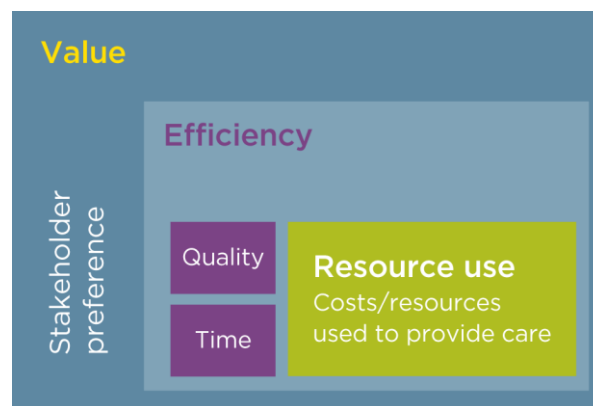 Value
Efficiency
Stakeholder
preference
Quality
Time
Resource use
Costs/resources
used to provide care